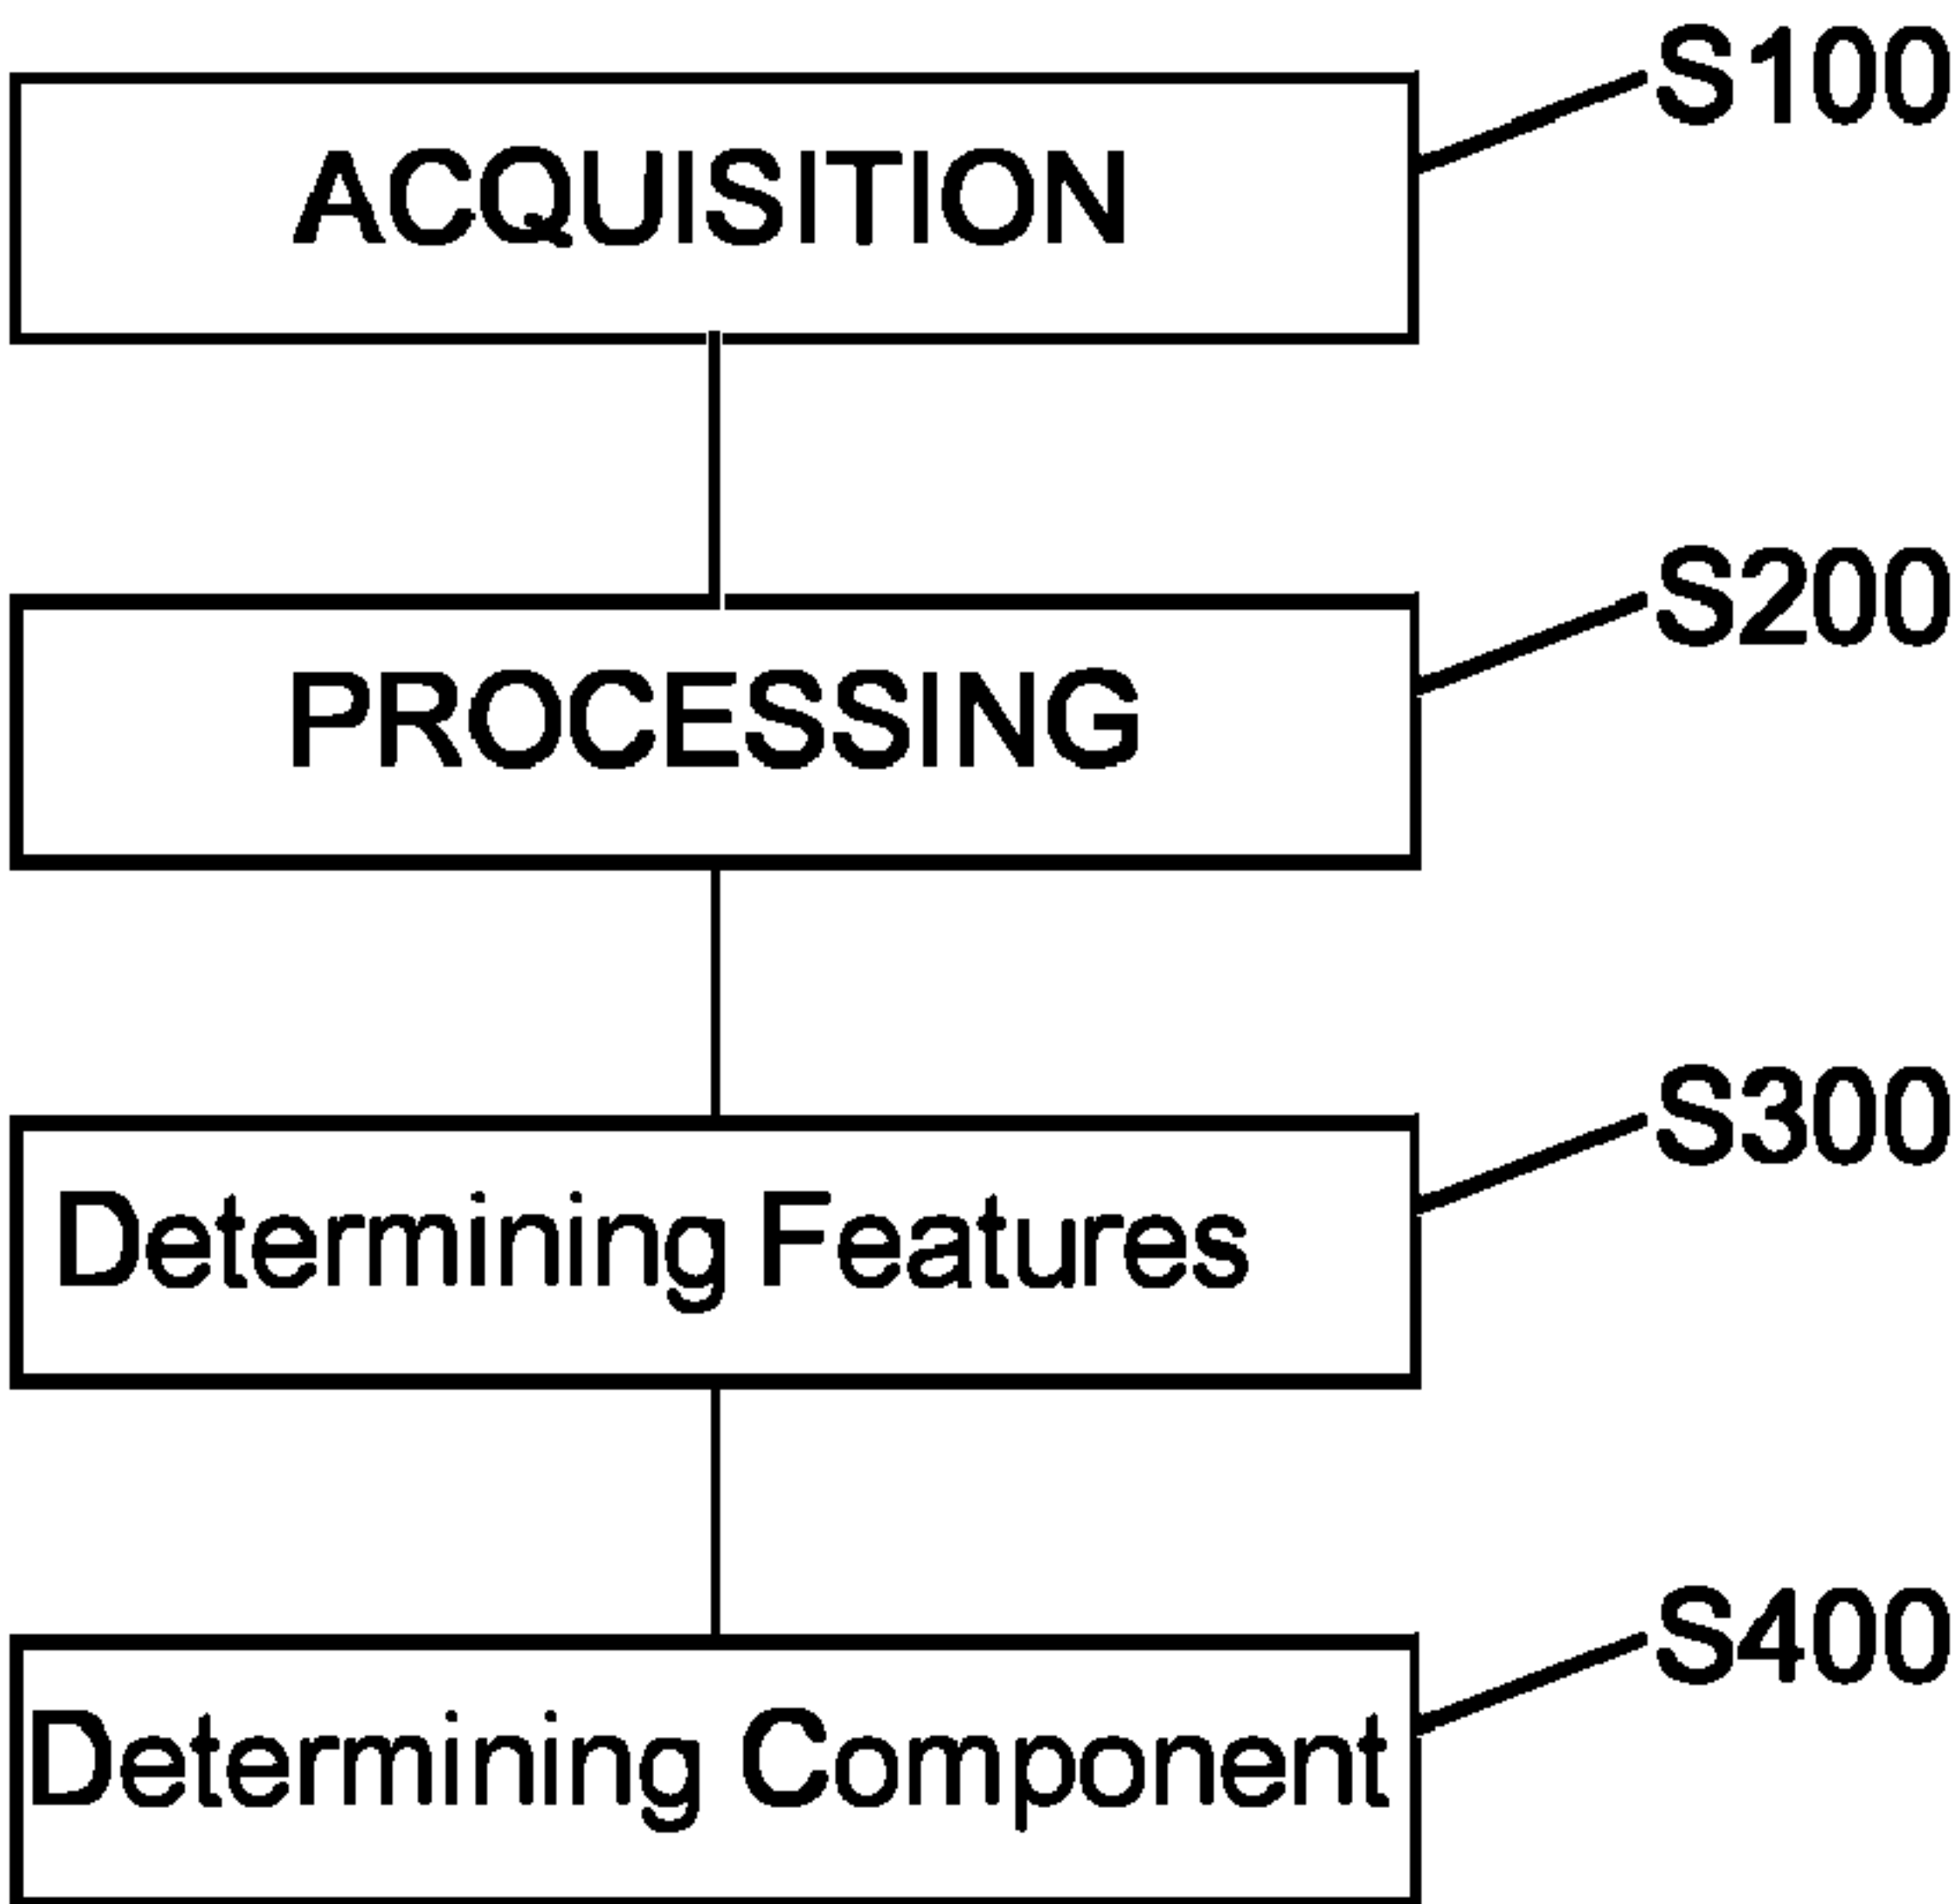 S100
ACQUISITION
S200
PROCESSING
S300
Determining Features
S400
Determining Component